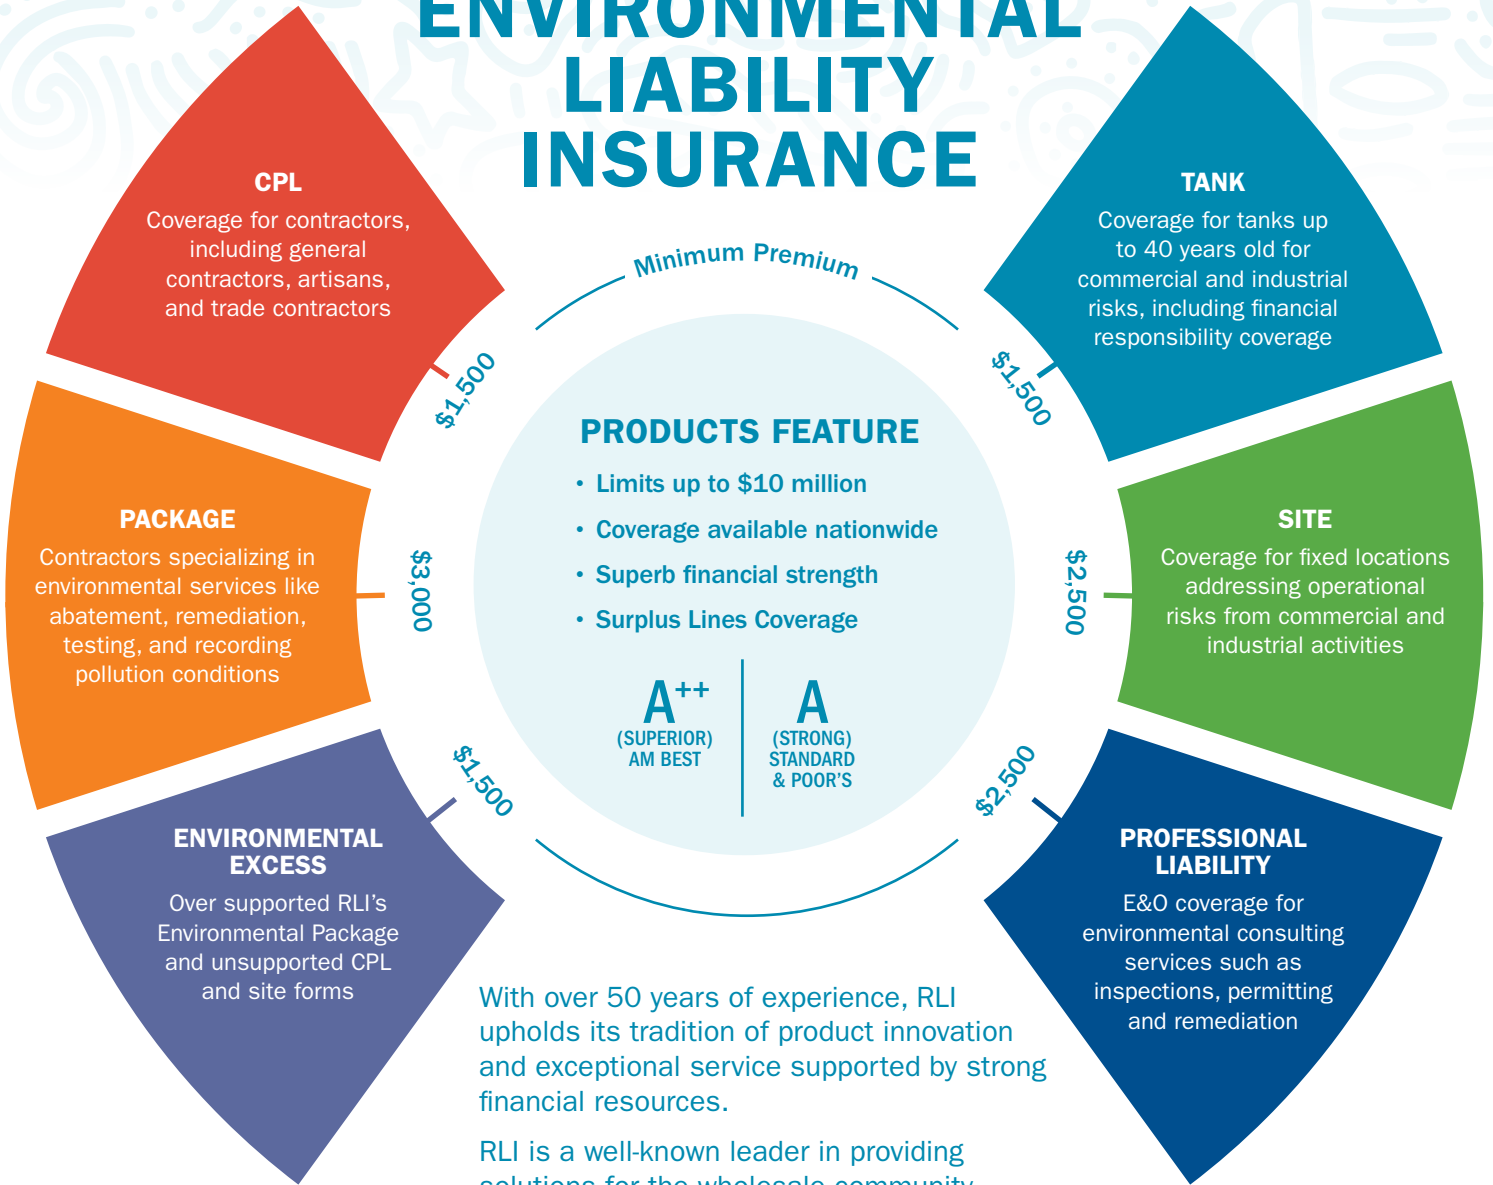 ENVIRONMENTAL
LIABILITY
INSURANCE
CPL
Coverage for contractors,
including general
contractors, artisans,
and trade contractors
$1,500
PACKAGE
Contractors specializing in
environmental services like
abatement, remediation,
testing, and recording
pollution conditions
$3,000
ENVIRONMENTAL
EXCESS
Over supported RLI's
Environmental Package
and unsupported CPL
and site forms
$1,500
Minimum Premium
PRODUCTS FEATURE
• Limits up to $10 million
• Coverage available nationwide
• Superb financial strength
• Surplus Lines Coverage
A++
(SUPERIOR)
AM BEST
A
(STRONG)
STANDARD
& POOR'S
TANK
Coverage for tanks up
to 40 years old for
commercial and industrial
risks, including financial
responsibility coverage
$1,500
SITE
Coverage for fixed locations
addressing operational
risks from commercial and
industrial activities
$2,500
PROFESSIONAL
LIABILITY
E&O coverage for
environmental consulting
services such as
inspections, permitting
and remediation
$2,500
With over 50 years of experience, RLI
upholds its tradition of product innovation
and exceptional service supported by strong
financial resources.
RLI is a well-known leader in providing
solutions for the wholesale community